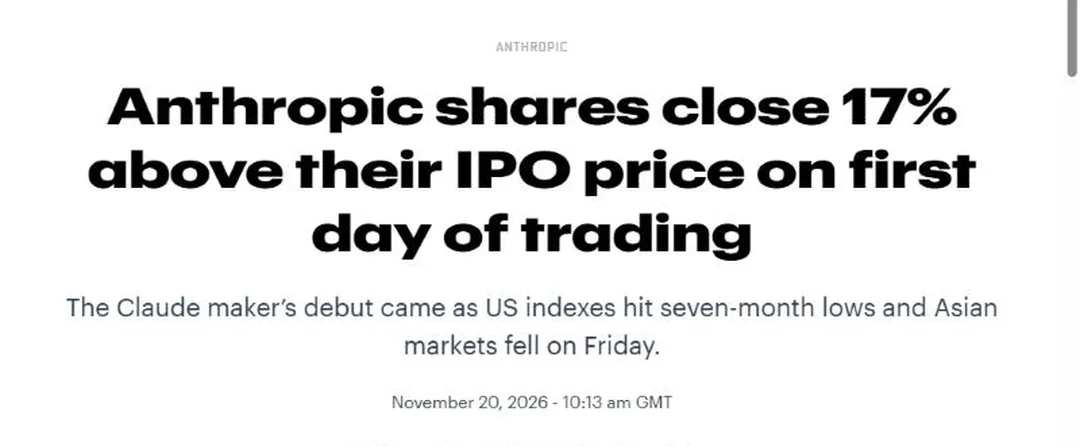 ANTHROPIC
Anthropic shares close 17%
above their IPO price on first
day of trading
The Claude maker’s debut came as US indexes hit seven-month lows and Asian
markets fell on Friday.
November 20, 2026 - 10:13 am GMT